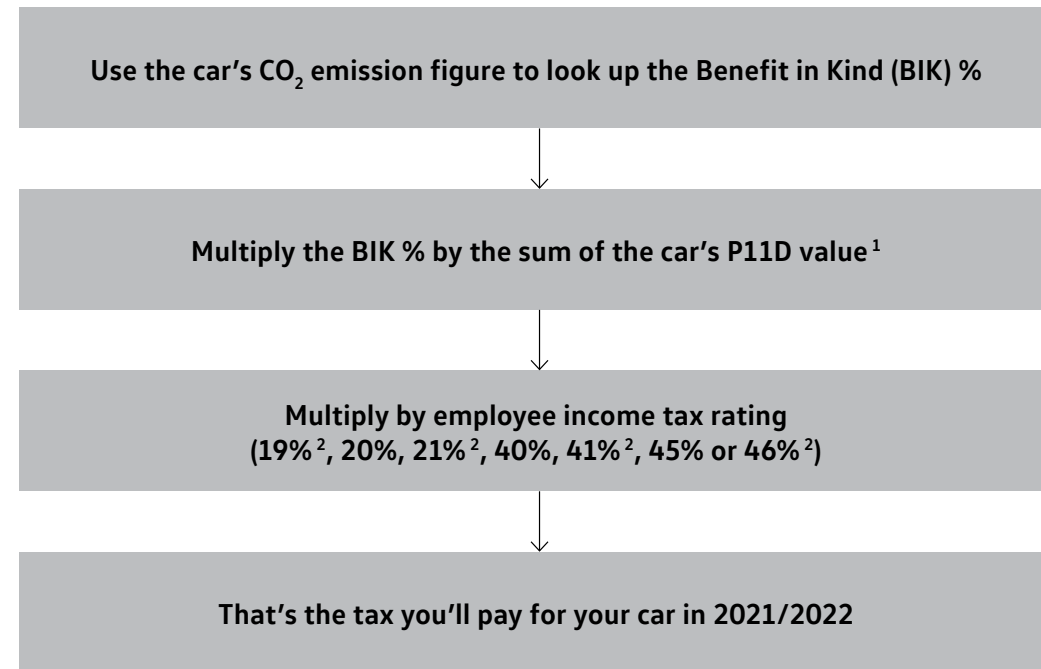 Use the car's CO₂ emission figure to look up the Benefit in Kind (BIK) %
Multiply the BIK % by the sum of the car's P11D value¹
Multiply by employee income tax rating
(19%², 20%, 21%², 40%, 41%², 45% or 46%²)
That's the tax you'll pay for your car in 2021/2022